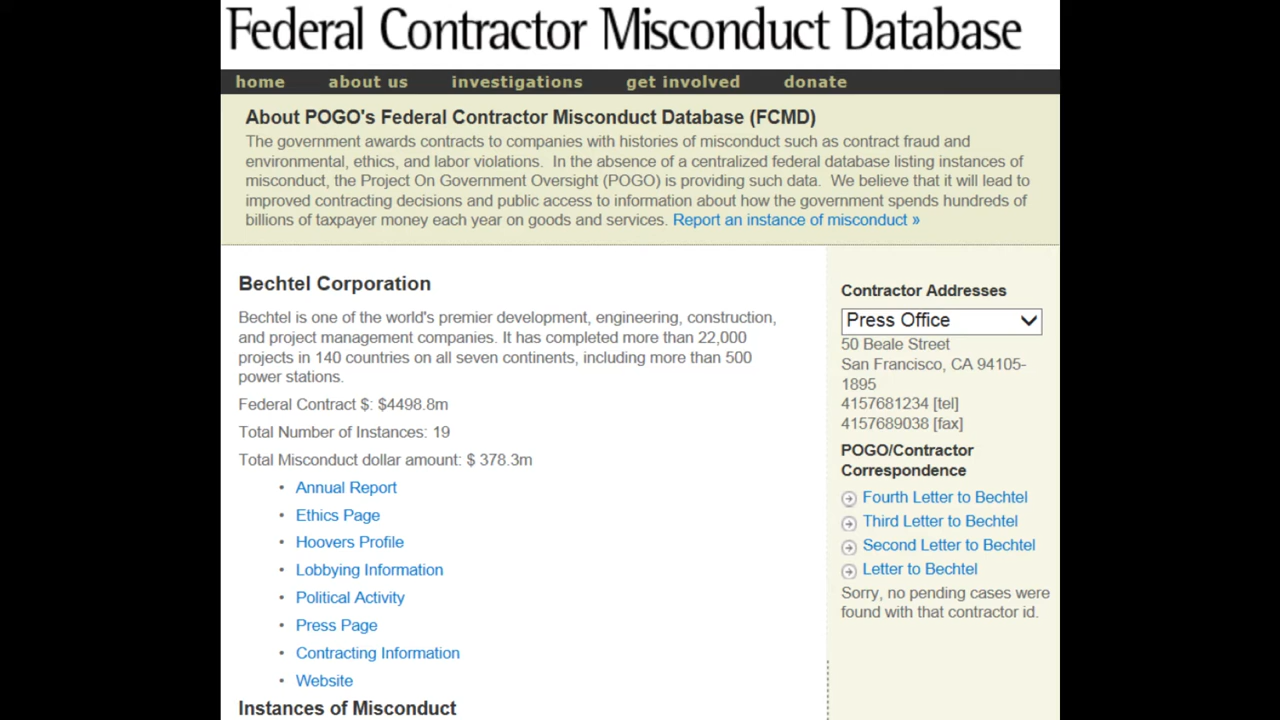 Federal Contractor Misconduct Database
home about us investigations get involved donate
About POGO's Federal Contractor Misconduct Database (FCMD)
The government awards contracts to companies with histories of misconduct such as contract fraud and
environmental, ethics, and labor violations.  In the absence of a centralized federal database listing instances of
misconduct, the Project On Government Oversight (POGO) is providing such data.  We believe that it will lead to
improved contracting decisions and public access to information about how the government spends hundreds of
billions of taxpayer money each year on goods and services. Report an instance of misconduct »
Bechtel Corporation
Bechtel is one of the world's premier development, engineering, construction,
and project management companies. It has completed more than 22,000
projects in 140 countries on all seven continents, including more than 500
power stations.
Federal Contract $: $4498.8m
Total Number of Instances: 19
Total Misconduct dollar amount: $ 378.3m
• Annual Report
• Ethics Page
• Hoovers Profile
• Lobbying Information
• Political Activity
• Press Page
• Contracting Information
• Website
Instances of Misconduct
Contractor Addresses
Press Office
50 Beale Street
San Francisco, CA 94105-
1895
4157681234 [tel]
4157689038 [fax]
POGO/Contractor
Correspondence
Fourth Letter to Bechtel
Third Letter to Bechtel
Second Letter to Bechtel
Letter to Bechtel
Sorry, no pending cases were
found with that contractor id.